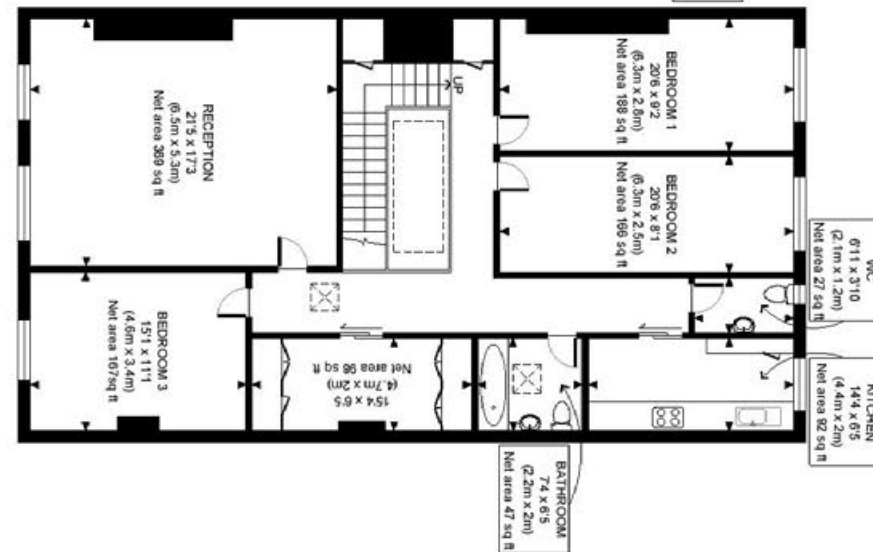 RECEPTION
21'5 x 17'3
(6.5m x 5.3m)
Net area 369 sq ft
UP
BEDROOM 1
20'6 x 9'2
(6.3m x 2.8m)
Net area 188 sq ft
BEDROOM 2
20'6 x 8'1
(6.3m x 2.5m)
Net area 166 sq ft
WC
6'11 x 3'10
(2.1m x 1.2m)
Net area 27 sq ft
KITCHEN
14'4 x 6'5
(4.4m x 2m)
Net area 92 sq ft
BEDROOM 3
15'1 x 11'1
(4.6m x 3.4m)
Net area 167sq ft
15'4 x 6'5
(4.7m x 2m)
Net area 98 sq ft
BATHROOM
7'4 x 6'5
(2.2m x 2m)
Net area 47 sq ft